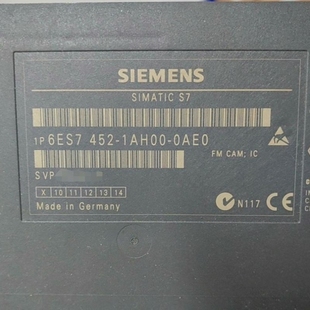 SIEMENS
SIMATIC S7
1P 6ES7 452-1AH00-0AE0
FM CAM; IC
SVP
X 10 11 12 13 14
N117
Made in Germany